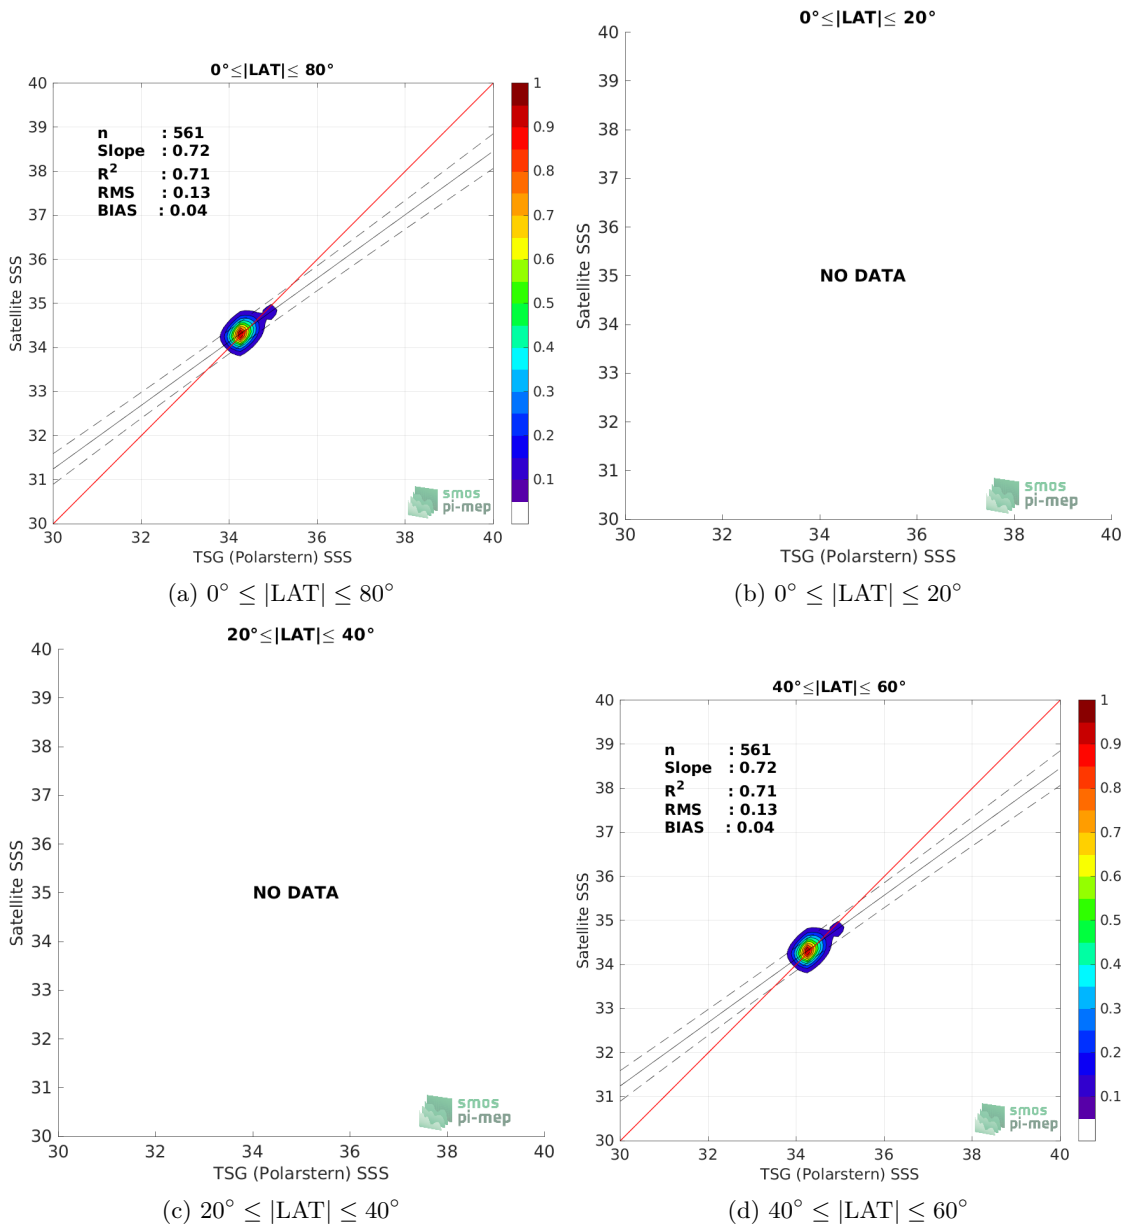 0°≤|LAT|≤ 80°
40
39
38
37
36
35
34
33
32
31
30
Satellite SSS
n : 561
Slope : 0.72
R² : 0.71
RMS : 0.13
BIAS : 0.04
smos
pi-mep
30 32 34 36 38 40
TSG (Polarstern) SSS
1
0.9
0.8
0.7
0.6
0.5
0.4
0.3
0.2
0.1
(a) 0° ≤ |LAT| ≤ 80°
0°≤|LAT|≤ 20°
40
39
38
37
36
35
34
33
32
31
30
Satellite SSS
NO DATA
smos
pi-mep
30 32 34 36 38 40
TSG (Polarstern) SSS
(b) 0° ≤ |LAT| ≤ 20°
20°≤|LAT|≤ 40°
40
39
38
37
36
35
34
33
32
31
30
Satellite SSS
NO DATA
smos
pi-mep
30 32 34 36 38 40
TSG (Polarstern) SSS
(c) 20° ≤ |LAT| ≤ 40°
40°≤|LAT|≤ 60°
40
39
38
37
36
35
34
33
32
31
30
Satellite SSS
n : 561
Slope : 0.72
R² : 0.71
RMS : 0.13
BIAS : 0.04
smos
pi-mep
30 32 34 36 38 40
TSG (Polarstern) SSS
1
0.9
0.8
0.7
0.6
0.5
0.4
0.3
0.2
0.1
(d) 40° ≤ |LAT| ≤ 60°